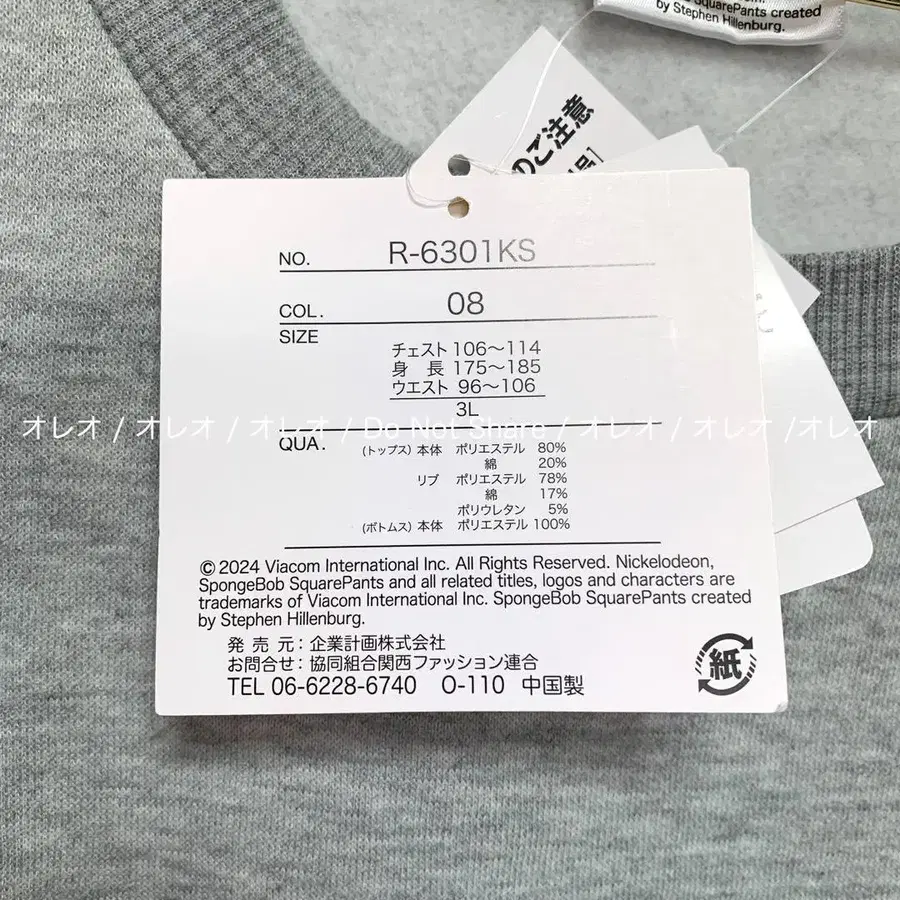 SquarePants created
by Stephen Hillenburg.
のご注意
品]
NO. R-6301KS
COL. 08
SIZE
チェスト 106〜114
身 長 175〜185
ウエスト 96〜106
3L
オレオ / オレオ / オレオ / Do Not Share / オレオ / オレオ /オレオ
QUA. (トップス) 本体 ポリエステル 80%
綿 20%
リブ ポリエステル 78%
綿 17%
ポリウレタン 5%
(ボトムス) 本体 ポリエステル 100%
© 2024 Viacom International Inc. All Rights Reserved. Nickelodeon,
SpongeBob SquarePants and all related titles, logos and characters are
trademarks of Viacom International Inc. SpongeBob SquarePants created
by Stephen Hillenburg.
発 売 元 : 企業計画株式会社
お問合せ : 協同組合関西ファッション連合
TEL 06-6228-6740 O-110 中国製
紙